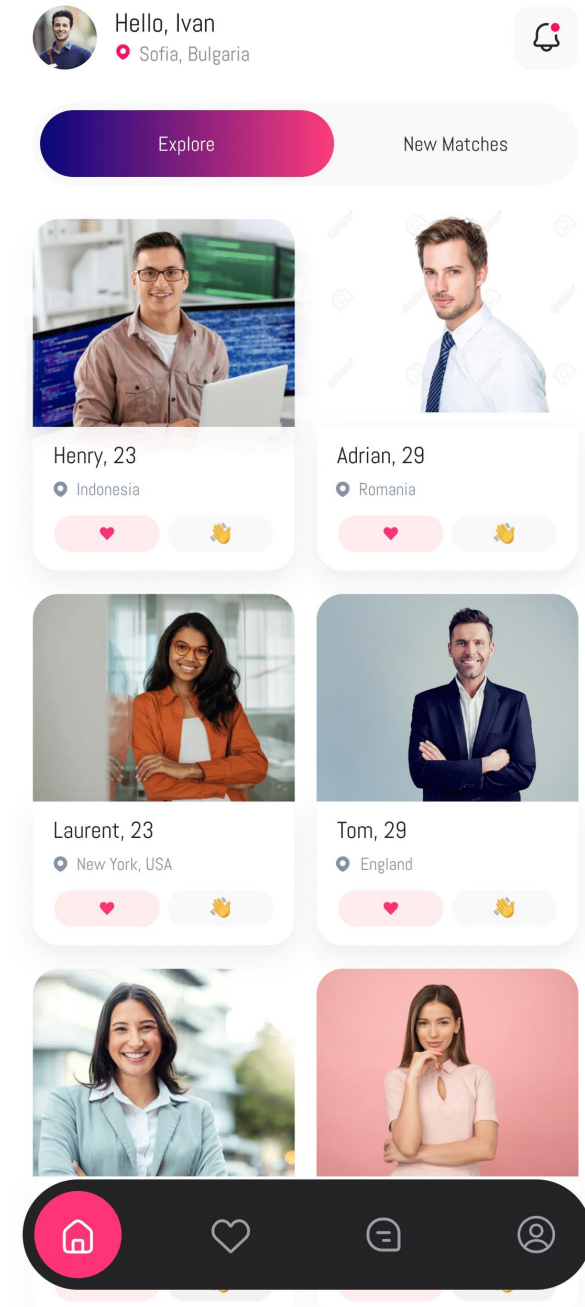 Hello, Ivan
Sofia, Bulgaria
Explore
New Matches
Henry, 23
Indonesia
Adrian, 29
Romania
Laurent, 23
New York, USA
Tom, 29
England